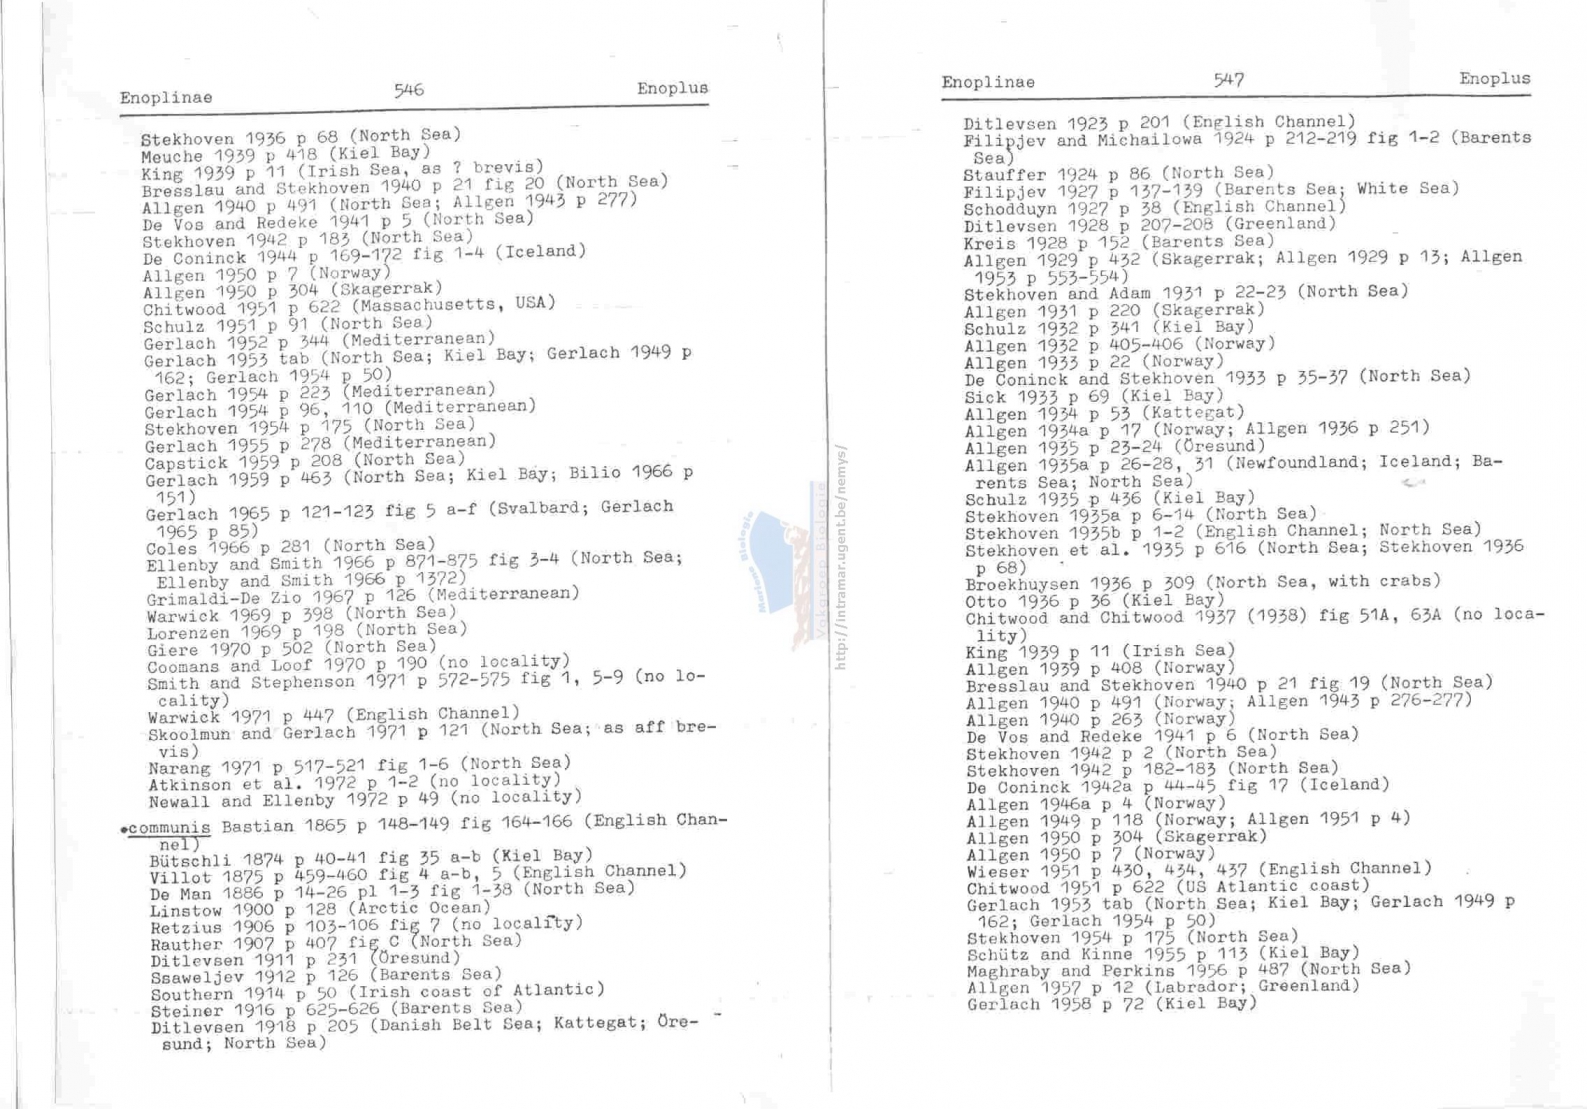 Enoplinae 546 Enoplus
Stekhoven 1936 p 68 (North Sea)
Meuche 1939 p 418 (Kiel Bay)
King 1939 p 11 (Irish Sea, as ? brevis)
Bresslau and Stekhoven 1940 p 21 fig 20 (North Sea)
Allgen 1940 p 491 (North Sea; Allgen 1943 p 277)
De Vos and Redeke 1941 p 5 (North Sea)
Stekhoven 1942 p 183 (North Sea)
De Coninck 1944 p 169-172 fig 1-4 (Iceland)
Allgen 1950 p 7 (Norway)
Allgen 1950 p 304 (Skagerrak)
Chitwood 1951 p 622 (Massachusetts, USA)
Schulz 1951 p 91 (North Sea)
Gerlach 1952 p 344 (Mediterranean)
Gerlach 1953 tab (North Sea; Kiel Bay; Gerlach 1949 p
162; Gerlach 1954 p 50)
Gerlach 1954 p 223 (Mediterranean)
Gerlach 1954 p 96, 110 (Mediterranean)
Stekhoven 1954 p 175 (North Sea)
Gerlach 1955 p 278 (Mediterranean)
Capstick 1959 p 208 (North Sea)
Gerlach 1959 p 463 (North Sea; Kiel Bay; Bilio 1966 p
151)
Gerlach 1965 p 121-123 fig 5 a-f (Svalbard; Gerlach
1965 p 85)
Coles 1966 p 281 (North Sea)
Ellenby and Smith 1966 p 871-875 fig 3-4 (North Sea;
Ellenby and Smith 1966 p 1372)
Grimaldi-De Zio 1967 p 126 (Mediterranean)
Warwick 1969 p 398 (North Sea)
Lorenzen 1969 p 198 (North Sea)
Giere 1970 p 502 (North Sea)
Coomans and Loof 1970 p 190 (no locality)
Smith and Stephenson 1971 p 572-575 fig 1, 5-9 (no lo-
cality)
Warwick 1971 p 447 (English Channel)
Skoolmun and Gerlach 1971 p 121 (North Sea; as aff bre-
vis)
Narang 1971 p 517-521 fig 1-6 (North Sea)
Atkinson et al. 1972 p 1-2 (no locality)
Newall and Ellenby 1972 p 49 (no locality)
•communis Bastian 1865 p 148-149 fig 164-166 (English Chan-
nel)
Bütschli 1874 p 40-41 fig 35 a-b (Kiel Bay)
Villot 1875 p 459-460 fig 4 a-b, 5 (English Channel)
De Man 1886 p 14-26 pl 1-3 fig 1-38 (North Sea)
Linstow 1900 p 128 (Arctic Ocean)
Retzius 1906 p 103-106 fig 7 (no locality)
Rauther 1907 p 407 fig C (North Sea)
Ditlevsen 1911 p 231 (Öresund)
Ssaweljev 1912 p 126 (Barents Sea)
Southern 1914 p 50 (Irish coast of Atlantic)
Steiner 1916 p 625-626 (Barents Sea)
Ditlevsen 1918 p 205 (Danish Belt Sea; Kattegat; Öre-
sund; North Sea)
Mariene Biologie
Vakgroep Biologie
http://intramar.ugent.be/nemys/
Enoplinae 547 Enoplus
Ditlevsen 1923 p 201 (English Channel)
Filipjev and Michailowa 1924 p 212-219 fig 1-2 (Barents
Sea)
Stauffer 1924 p 86 (North Sea)
Filipjev 1927 p 137-139 (Barents Sea; White Sea)
Schodduyn 1927 p 38 (English Channel)
Ditlevsen 1928 p 207-208 (Greenland)
Kreis 1928 p 152 (Barents Sea)
Allgen 1929 p 432 (Skagerrak; Allgen 1929 p 13; Allgen
1953 p 553-554)
Stekhoven and Adam 1931 p 22-23 (North Sea)
Allgen 1931 p 220 (Skagerrak)
Schulz 1932 p 341 (Kiel Bay)
Allgen 1932 p 405-406 (Norway)
Allgen 1933 p 22 (Norway)
De Coninck and Stekhoven 1933 p 35-37 (North Sea)
Sick 1933 p 69 (Kiel Bay)
Allgen 1934 p 53 (Kattegat)
Allgen 1934a p 17 (Norway; Allgen 1936 p 251)
Allgen 1935 p 23-24 (Öresund)
Allgen 1935a p 26-28, 31 (Newfoundland; Iceland; Ba-
rents Sea; North Sea)
Schulz 1935 p 436 (Kiel Bay)
Stekhoven 1935a p 6-14 (North Sea)
Stekhoven 1935b p 1-2 (English Channel; North Sea)
Stekhoven et al. 1935 p 616 (North Sea; Stekhoven 1936
p 68)
Broekhuysen 1936 p 309 (North Sea, with crabs)
Otto 1936 p 36 (Kiel Bay)
Chitwood and Chitwood 1937 (1938) fig 51A, 63A (no loca-
lity)
King 1939 p 11 (Irish Sea)
Allgen 1939 p 408 (Norway)
Bresslau and Stekhoven 1940 p 21 fig 19 (North Sea)
Allgen 1940 p 491 (Norway; Allgen 1943 p 276-277)
Allgen 1940 p 263 (Norway)
De Vos and Redeke 1941 p 6 (North Sea)
Stekhoven 1942 p 2 (North Sea)
Stekhoven 1942 p 182-183 (North Sea)
De Coninck 1942a p 44-45 fig 17 (Iceland)
Allgen 1946a p 4 (Norway)
Allgen 1949 p 118 (Norway; Allgen 1951 p 4)
Allgen 1950 p 304 (Skagerrak)
Allgen 1950 p 7 (Norway)
Wieser 1951 p 430, 434, 437 (English Channel)
Chitwood 1951 p 622 (US Atlantic coast)
Gerlach 1953 tab (North Sea; Kiel Bay; Gerlach 1949 p
162; Gerlach 1954 p 50)
Stekhoven 1954 p 175 (North Sea)
Schütz and Kinne 1955 p 113 (Kiel Bay)
Maghraby and Perkins 1956 p 487 (North Sea)
Allgen 1957 p 12 (Labrador; Greenland)
Gerlach 1958 p 72 (Kiel Bay)